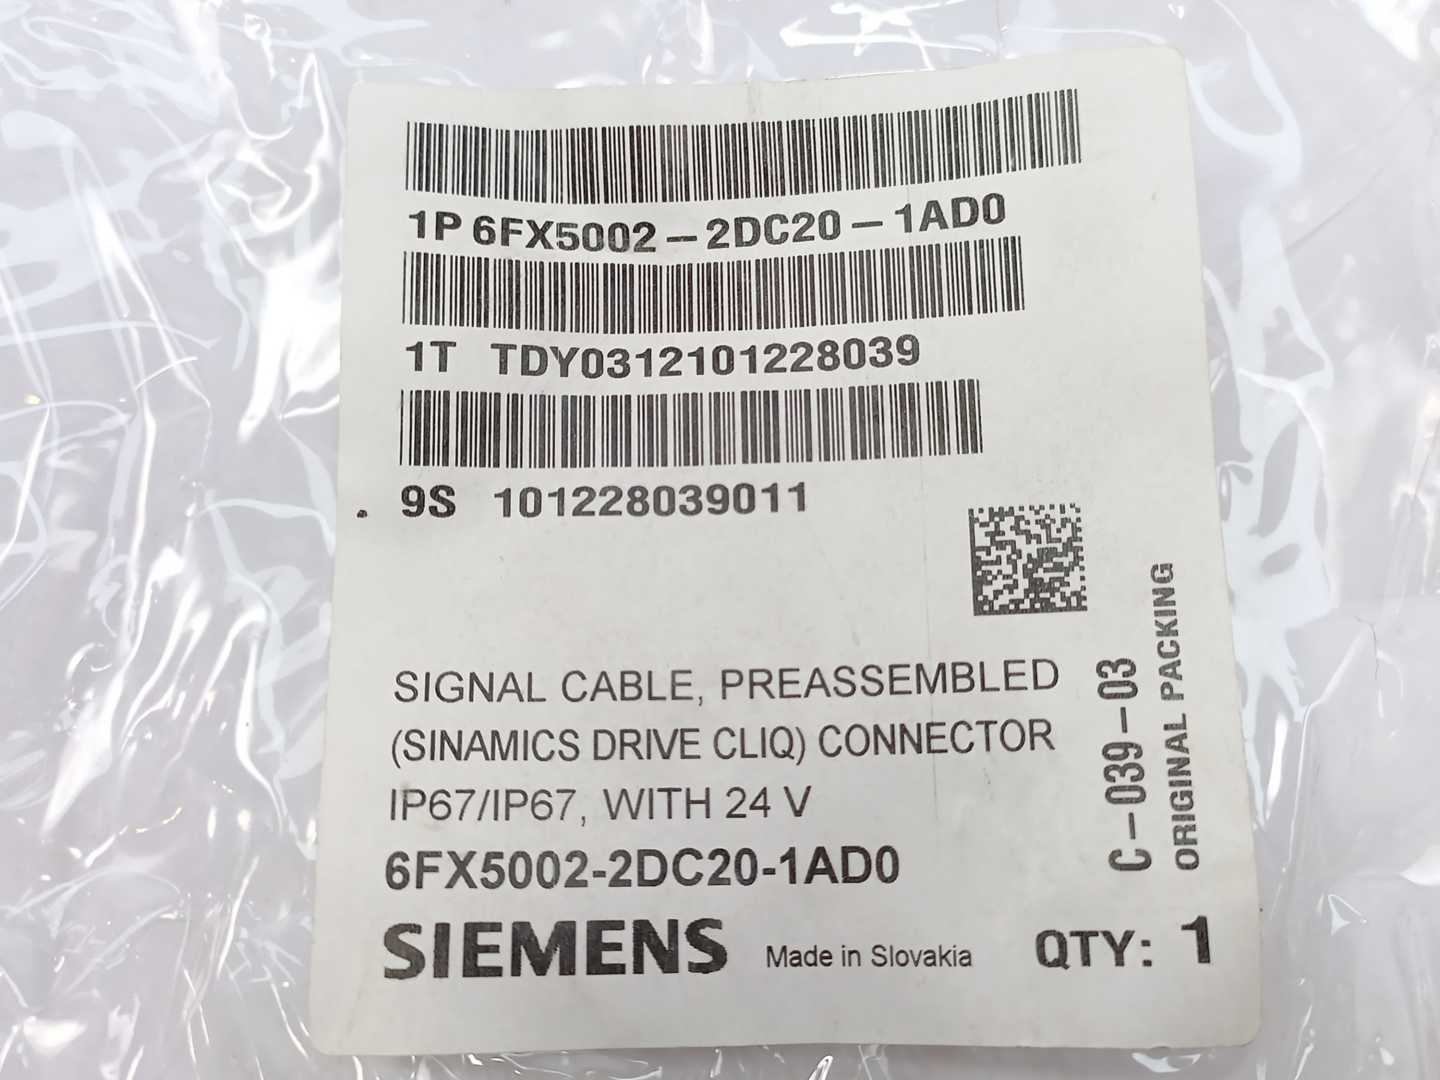 1P 6FX5002-2DC20-1AD0
1T TDY0312101228039
9S 101228039011
SIGNAL CABLE, PREASSEMBLED
(SINAMICS DRIVE CLIQ) CONNECTOR
IP67/IP67, WITH 24 V
6FX5002-2DC20-1AD0
SIEMENS Made in Slovakia QTY: 1
C-039-03
ORIGINAL PACKING